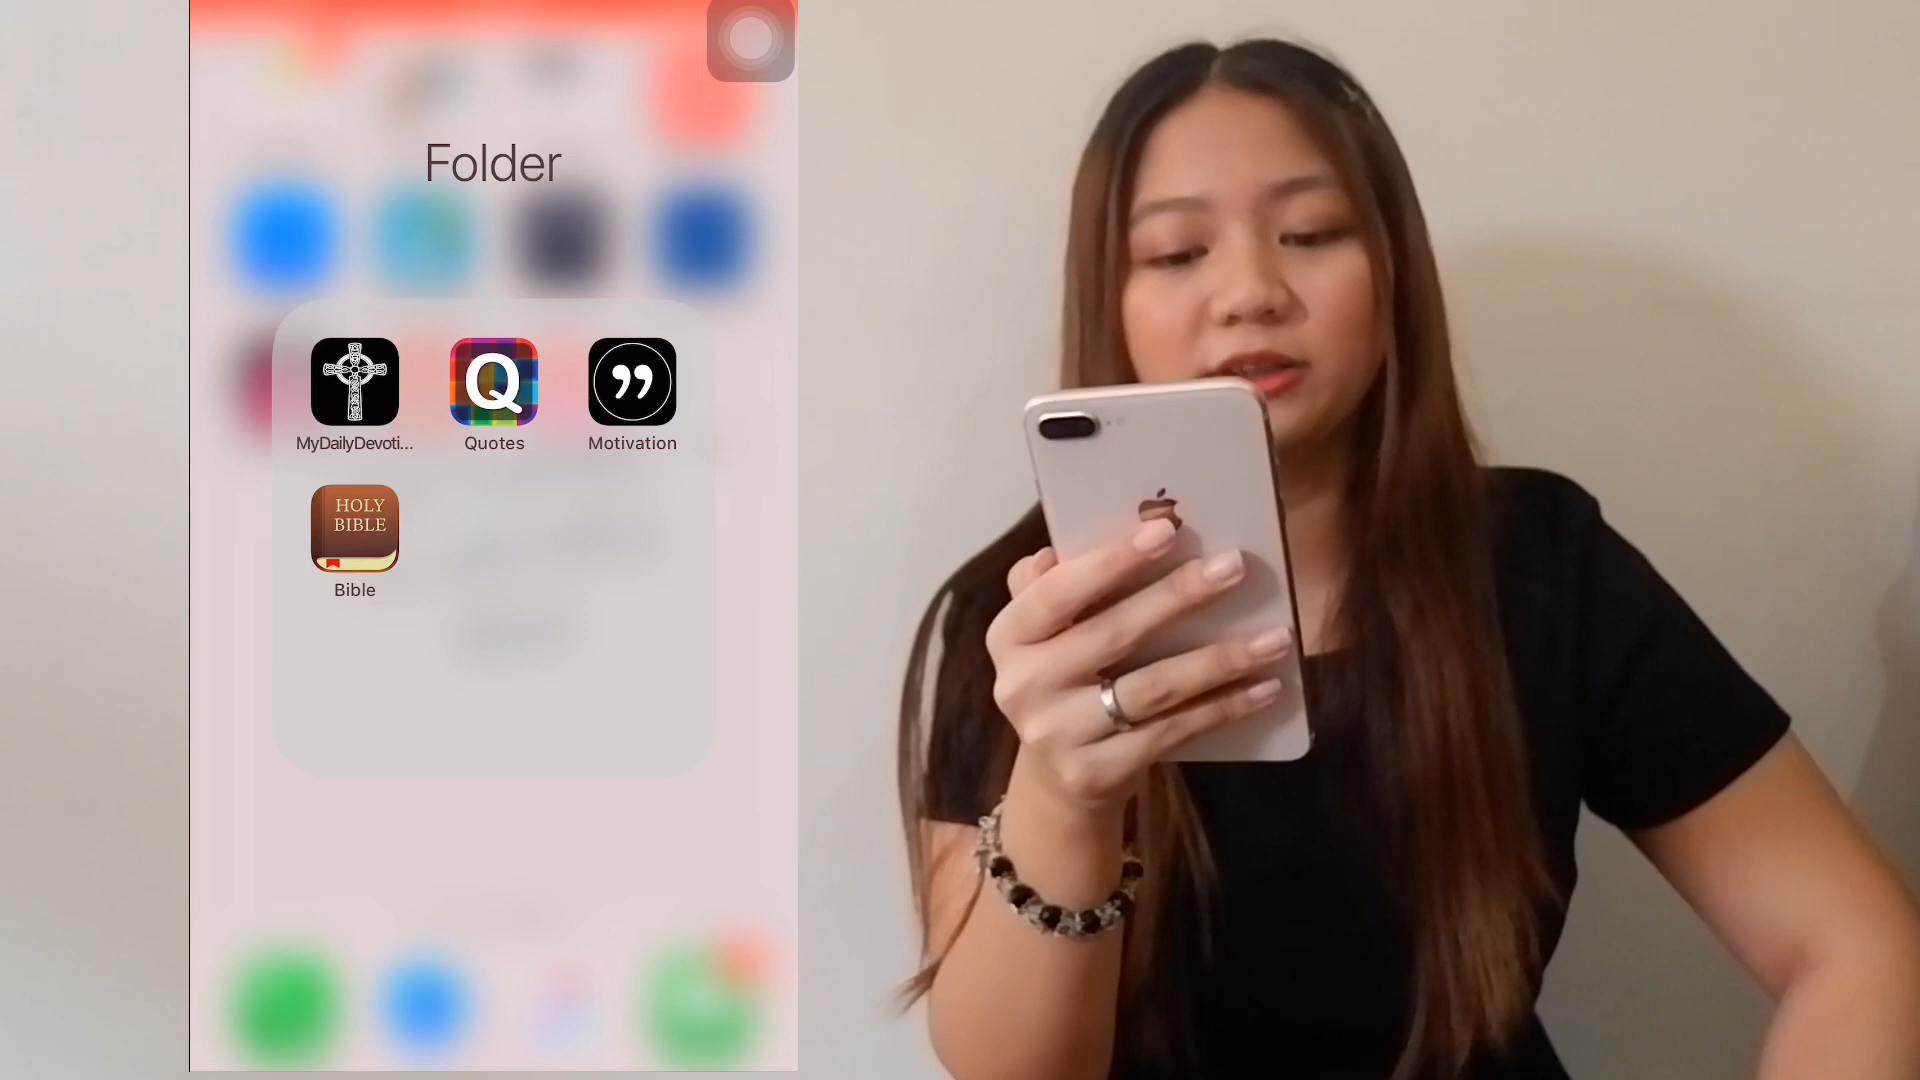 Folder
MyDailyDevoti...
Q
Quotes
”
Motivation
HOLY
BIBLE
Bible